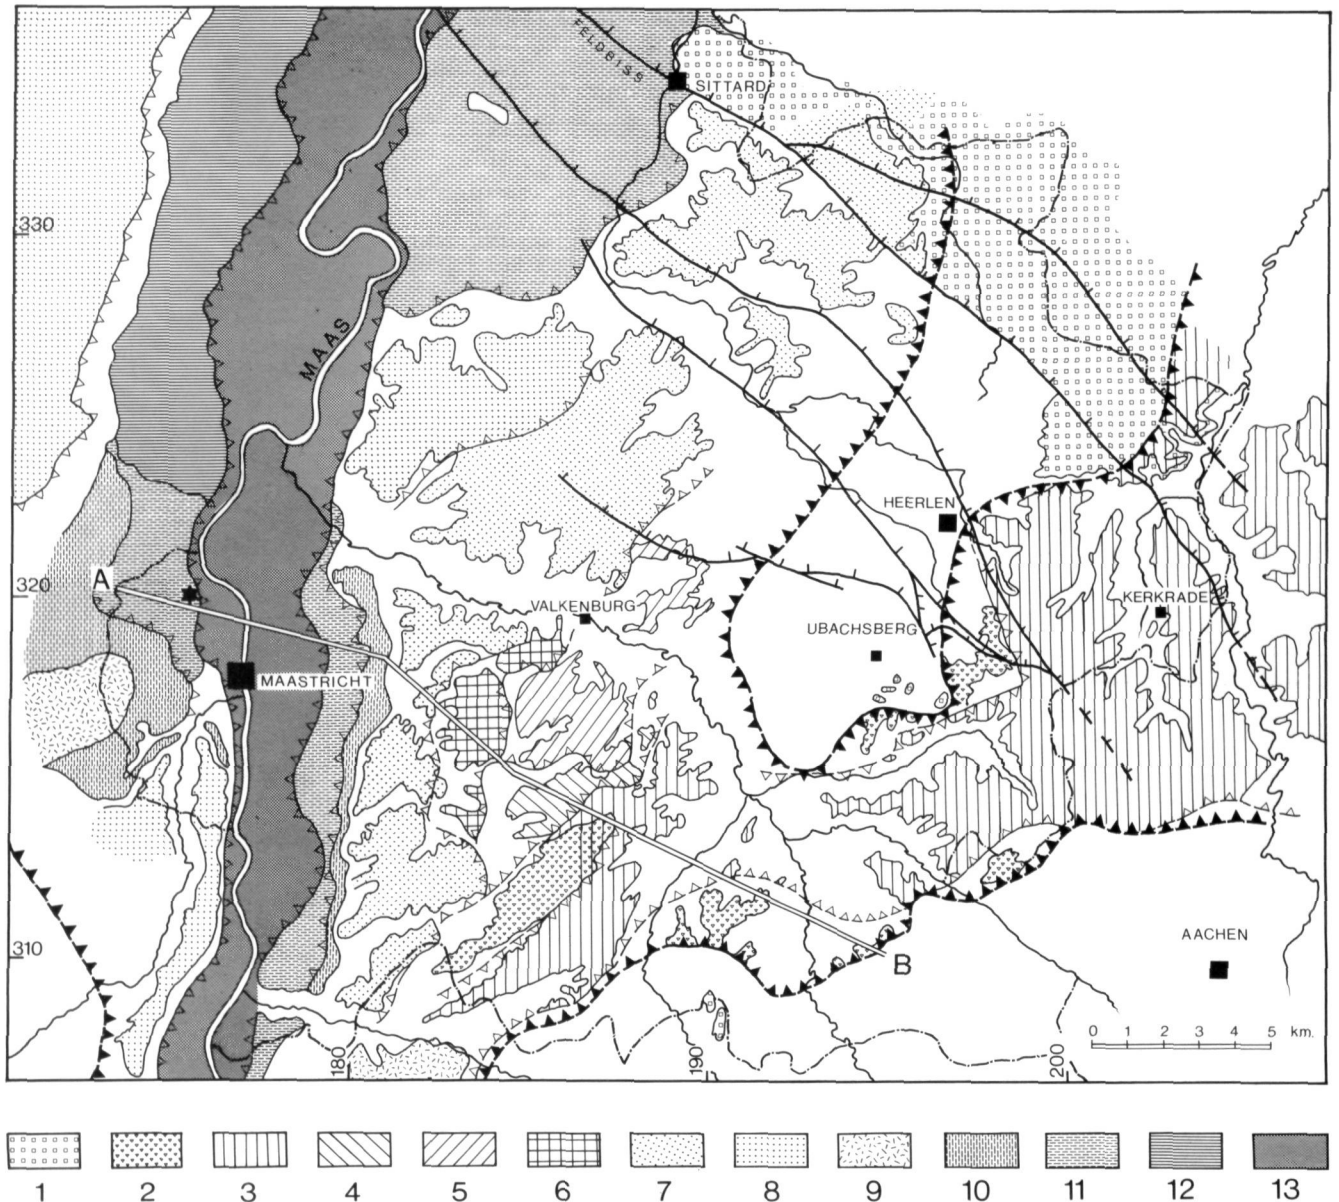 FELDBISS
SITTARD
330
MAAS
HEERLEN
320
A
KERKRADE
VALKENBURG
UBACHSBERG
MAASTRICHT
310
B
AACHEN
0 1 2 3 4 5 km.
180
190
200
1 2 3 4 5 6 7 8 9 10 11 12 13